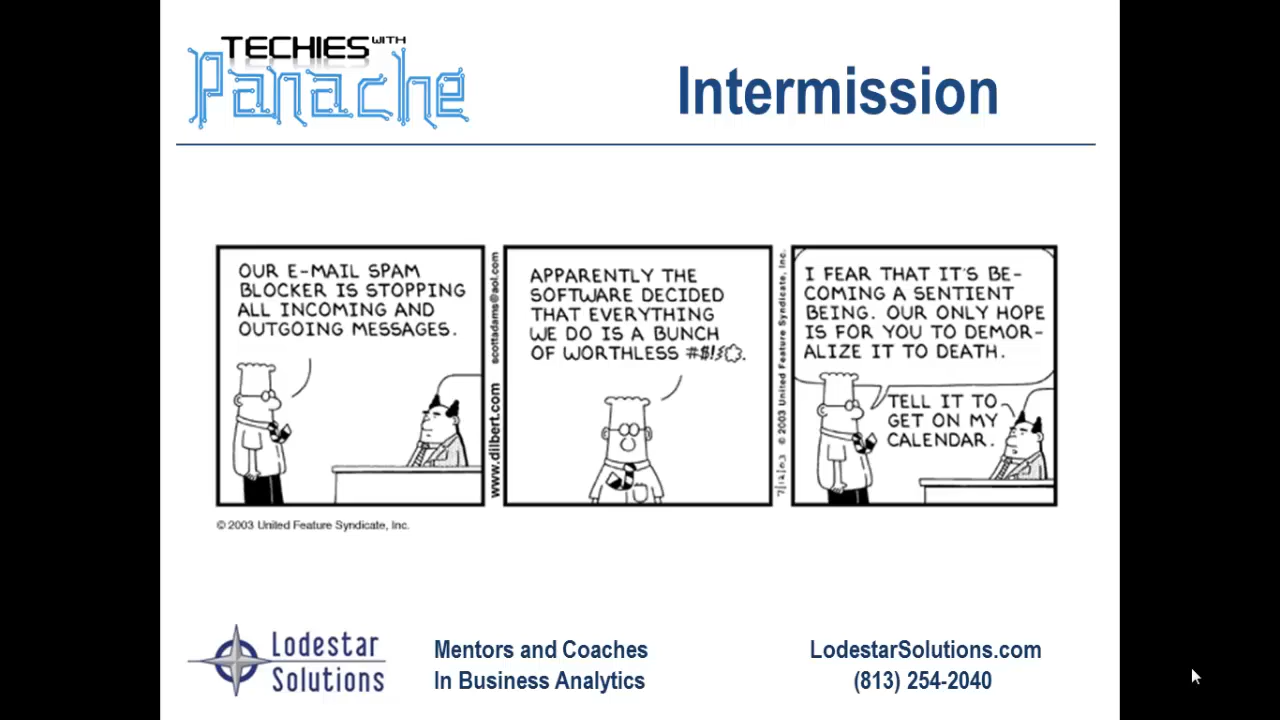 TECHIES WITH
Panache
Intermission
OUR E-MAIL SPAM
BLOCKER IS STOPPING
ALL INCOMING AND
OUTGOING MESSAGES.
www.dilbert.com scottadams@aol.com
APPARENTLY THE
SOFTWARE DECIDED
THAT EVERYTHING
WE DO IS A BUNCH
OF WORTHLESS #$!
© 2003 United Feature Syndicate, Inc.
I FEAR THAT IT'S BE-
COMING A SENTIENT
BEING. OUR ONLY HOPE
IS FOR YOU TO DEMOR-
ALIZE IT TO DEATH.
TELL IT TO
GET ON MY
CALENDAR.
© 2003 United Feature Syndicate, Inc.
Lodestar
Solutions
Mentors and Coaches
In Business Analytics
LodestarSolutions.com
(813) 254-2040